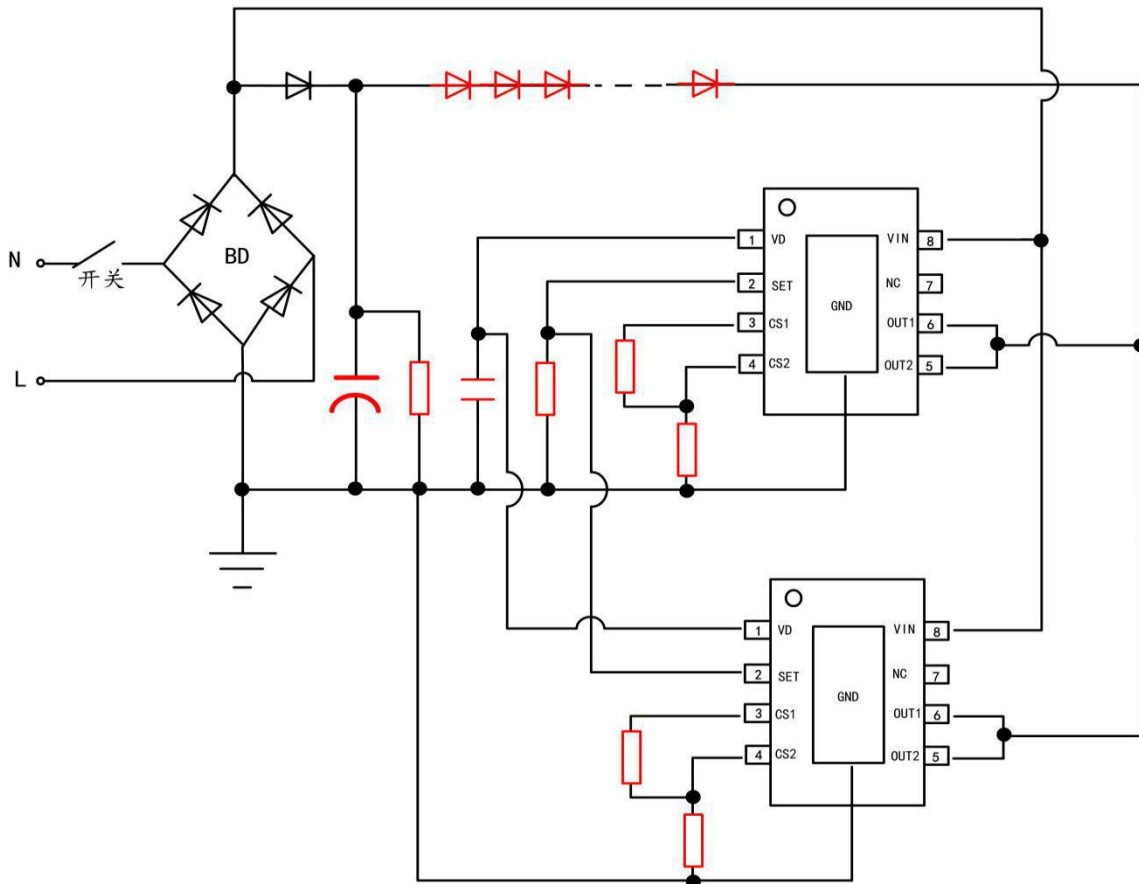 N
开关
BD
L
1 VD
VIN 8
2 SET
NC 7
3 CS1
GND
OUT1 6
4 CS2
OUT2 5
1 VD
VIN 8
2 SET
NC 7
3 CS1
GND
OUT1 6
4 CS2
OUT2 5